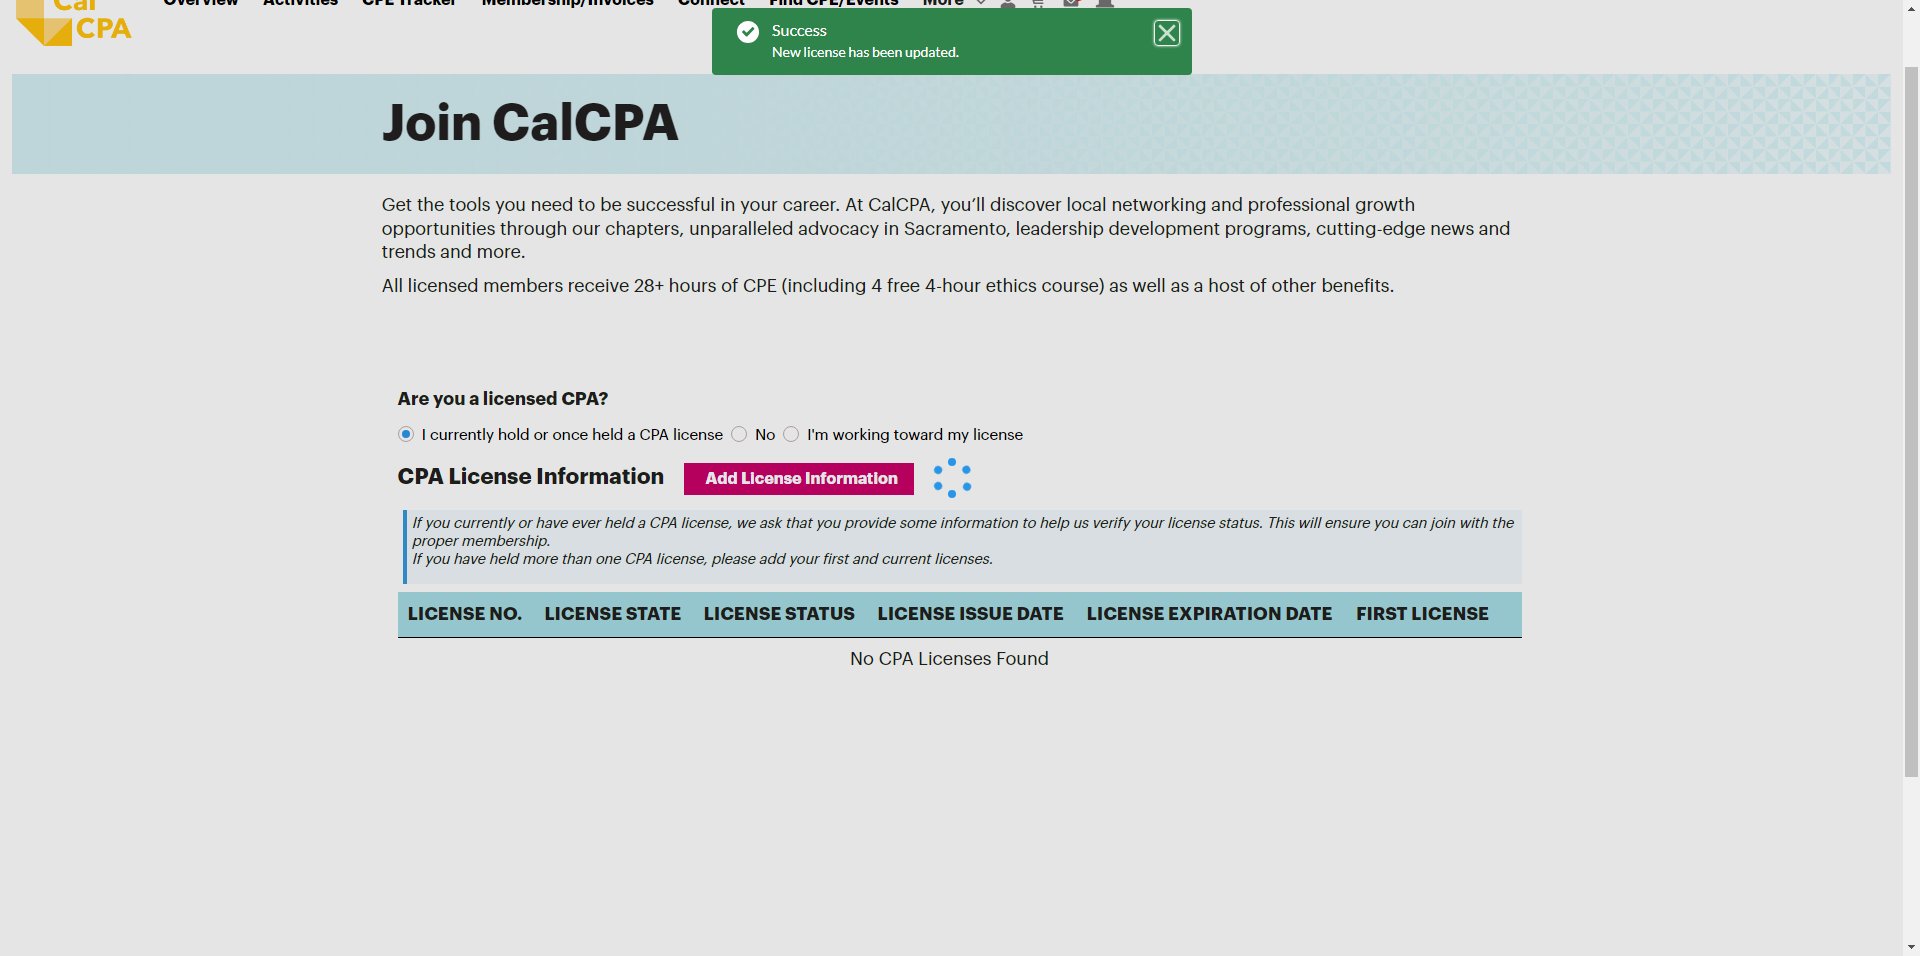 Overview Activities CPE Tracker Membership/Invoices Connect Find CPE/Events More
Cal
CPA
Success
New license has been updated.
Join CalCPA
Get the tools you need to be successful in your career. At CalCPA, you’ll discover local networking and professional growth
opportunities through our chapters, unparalleled advocacy in Sacramento, leadership development programs, cutting-edge news and
trends and more.
All licensed members receive 28+ hours of CPE (including 4 free 4-hour ethics course) as well as a host of other benefits.
Are you a licensed CPA?
I currently hold or once held a CPA license No I'm working toward my license
CPA License Information Add License Information
If you currently or have ever held a CPA license, we ask that you provide some information to help us verify your license status. This will ensure you can join with the
proper membership.
If you have held more than one CPA license, please add your first and current licenses.
LICENSE NO. LICENSE STATE LICENSE STATUS LICENSE ISSUE DATE LICENSE EXPIRATION DATE FIRST LICENSE
No CPA Licenses Found